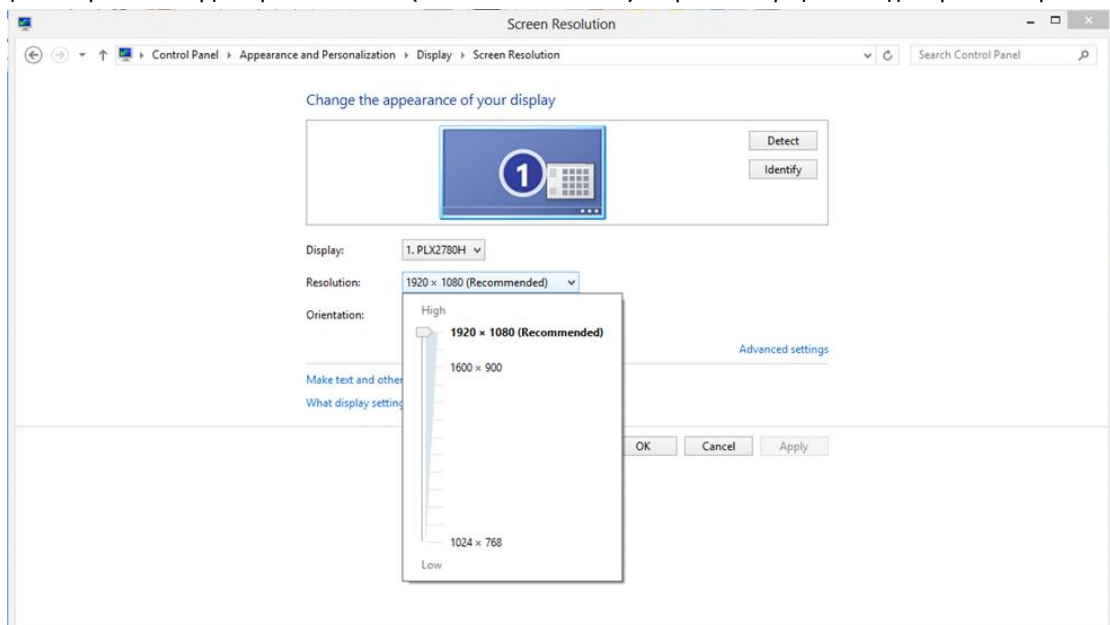 Screen Resolution
Control Panel Appearance and Personalization Display Screen Resolution
Search Control Panel
Change the appearance of your display
1
Detect
Identify
Display:
1. PLX2780H
Resolution:
1920 × 1080 (Recommended)
Orientation:
High
1920 × 1080 (Recommended)
1600 × 900
1024 × 768
Low
Advanced settings
Make text and other
What display setting
OK
Cancel
Apply